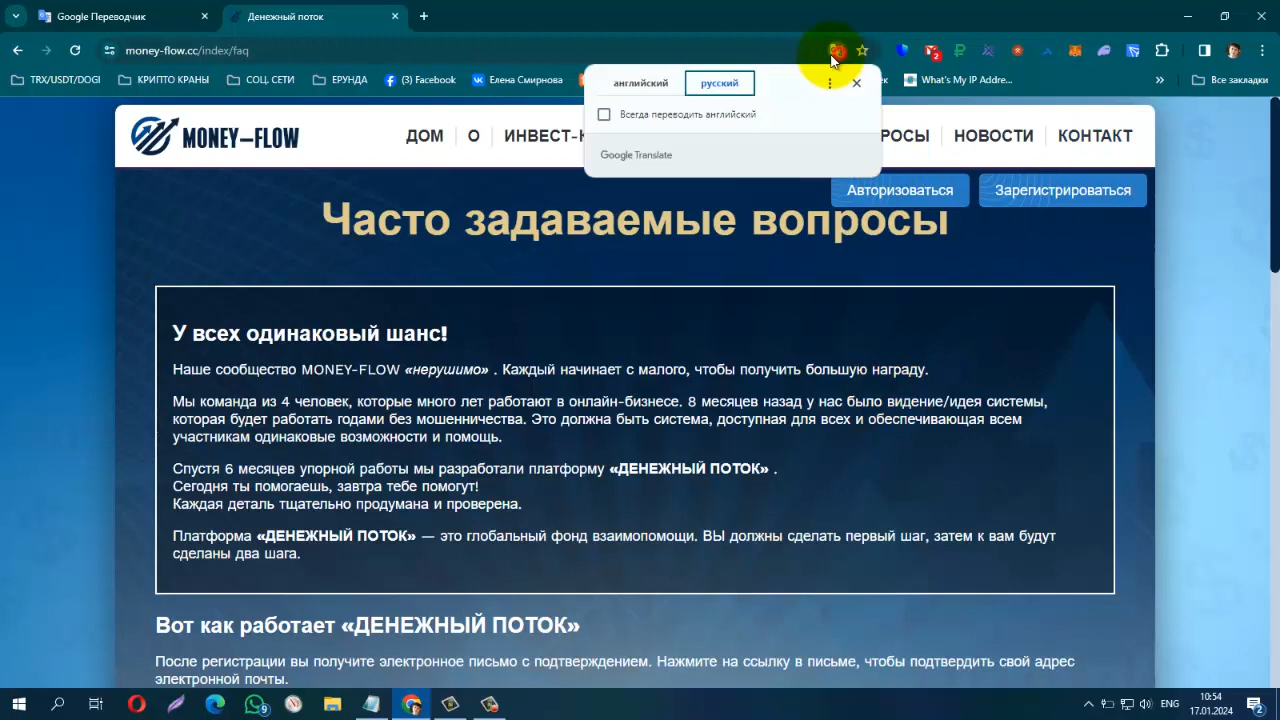 Google Переводчик
Денежный поток
money-flow.cc/index/faq
2
TRX/USDT/DOGI
КРИПТО КРАНЫ
СОЦ. СЕТИ
ЕРУНДА
(3) Facebook
Елена Смирнова
What's My IP Addre...
Все закладки
английский
русский
Всегда переводить английский
Google Translate
MONEY-FLOW
ДОМ
О
ИНВЕСТ-
РОСЫ
НОВОСТИ
КОНТАКТ
Авторизоваться
Зарегистрироваться
Часто задаваемые вопросы
У всех одинаковый шанс!
Наше сообщество MONEY-FLOW «нерушимо» . Каждый начинает с малого, чтобы получить большую награду.
Мы команда из 4 человек, которые много лет работают в онлайн-бизнесе. 8 месяцев назад у нас было видение/идея системы,
которая будет работать годами без мошенничества. Это должна быть система, доступная для всех и обеспечивающая всем
участникам одинаковые возможности и помощь.
Спустя 6 месяцев упорной работы мы разработали платформу «ДЕНЕЖНЫЙ ПОТОК» .
Сегодня ты помогаешь, завтра тебе помогут!
Каждая деталь тщательно продумана и проверена.
Платформа «ДЕНЕЖНЫЙ ПОТОК» — это глобальный фонд взаимопомощи. ВЫ должны сделать первый шаг, затем к вам будут
сделаны два шага.
Вот как работает «ДЕНЕЖНЫЙ ПОТОК»
После регистрации вы получите электронное письмо с подтверждением. Нажмите на ссылку в письме, чтобы подтвердить свой адрес
электронной почты.
9
ENG
10:54
17.01.2024
2